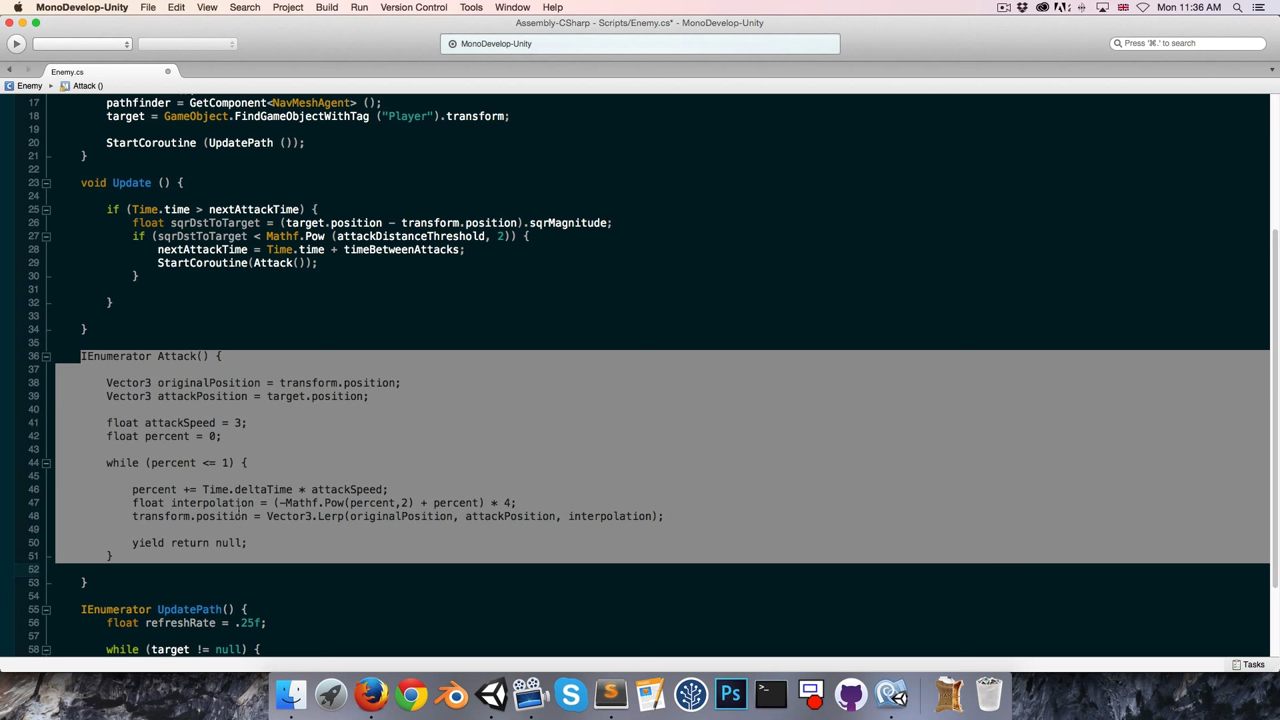 MonoDevelop-Unity File Edit View Search Project Build Run Version Control Tools Window Help Mon 11:36 AM
Assembly-CSharp - Scripts/Enemy.cs* - MonoDevelop-Unity
MonoDevelop-Unity
Press '⌘.' to search
Enemy.cs
Enemy ▸ Attack ()
17 pathfinder = GetComponent<NavMeshAgent> ();
18 target = GameObject.FindGameObjectWithTag ("Player").transform;
19
20 StartCoroutine (UpdatePath ());
21 }
22
23 void Update () {
24
25 if (Time.time > nextAttackTime) {
26 float sqrDstToTarget = (target.position - transform.position).sqrMagnitude;
27 if (sqrDstToTarget < Mathf.Pow (attackDistanceThreshold, 2)) {
28 nextAttackTime = Time.time + timeBetweenAttacks;
29 StartCoroutine(Attack());
30 }
31
32 }
33
34 }
35
36 IEnumerator Attack() {
37
38 Vector3 originalPosition = transform.position;
39 Vector3 attackPosition = target.position;
40
41 float attackSpeed = 3;
42 float percent = 0;
43
44 while (percent <= 1) {
45
46 percent += Time.deltaTime * attackSpeed;
47 float interpolation = (-Mathf.Pow(percent,2) + percent) * 4;
48 transform.position = Vector3.Lerp(originalPosition, attackPosition, interpolation);
49
50 yield return null;
51 }
52
53 }
54
55 IEnumerator UpdatePath() {
56 float refreshRate = .25f;
57
58 while (target != null) {
Tasks
Ps